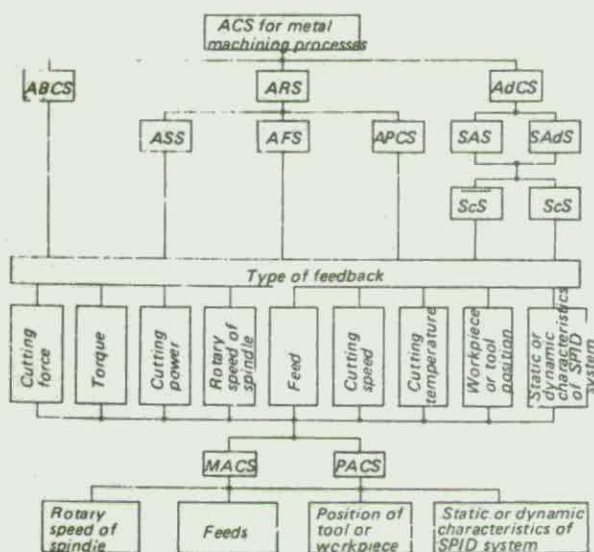 ACS for metal
machining processes
ABCS
ARS
AdCS
ASS
AFS
APCS
SAS
SAdS
ScS
ScS
Type of feedback
Cutting
force
Torque
Cutting
power
Rotary
speed of
spindle
Feed
Cutting
speed
Cutting
temperature
Workpiece
or tool
position
Static or
dynamic
characteristics
of SPID
system
MACS
PACS
Rotary
speed of
spindle
Feeds
Position of
tool or
workpiece
Static or dynamic
characteristics of
SPID system